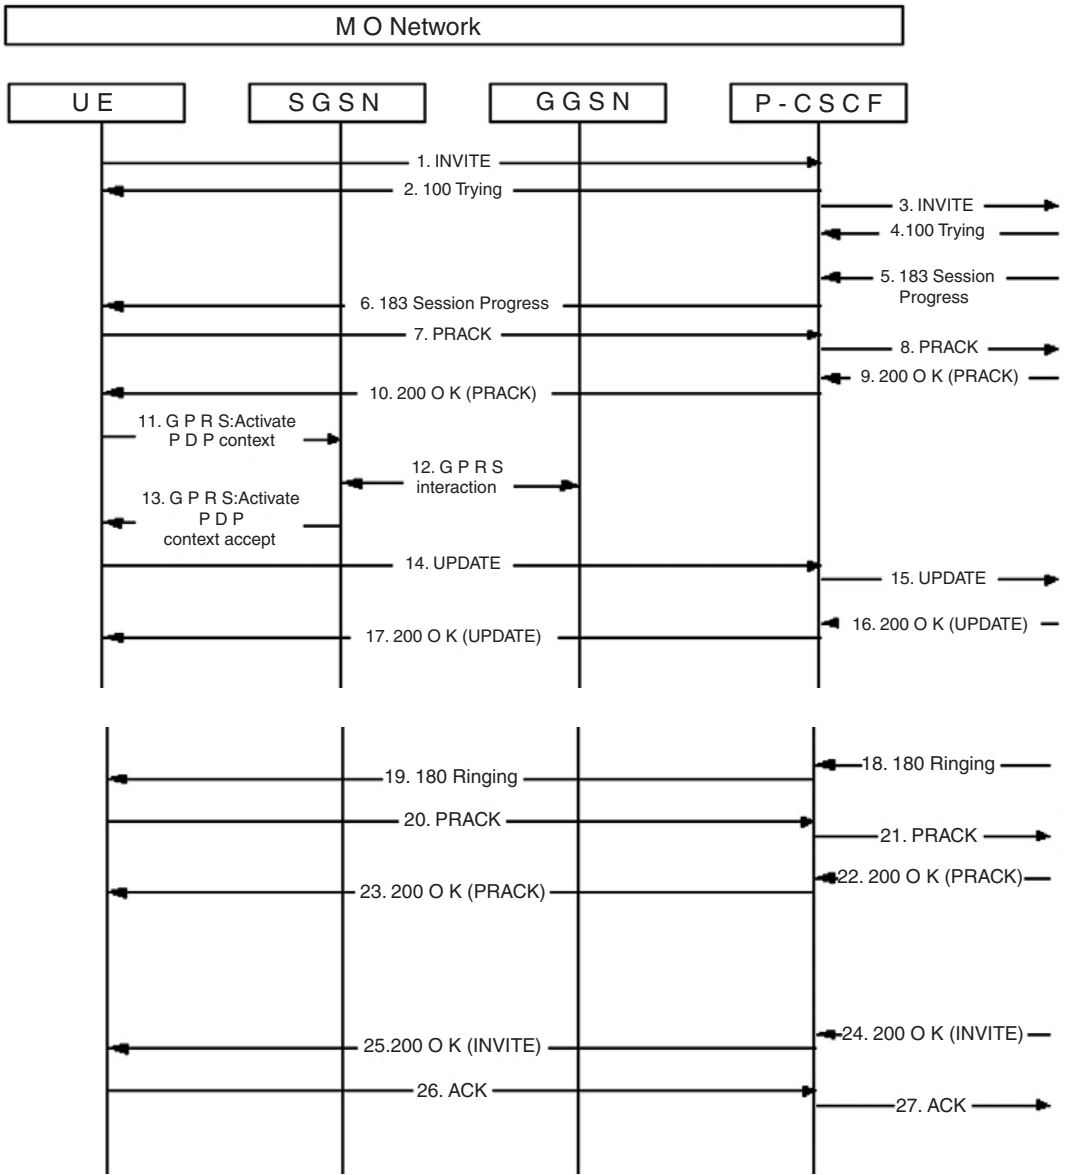 M O Network
U E
S G S N
G G S N
P - C S C F
1. INVITE
2. 100 Trying
3. INVITE
4.100 Trying
5. 183 Session
Progress
6. 183 Session Progress
7. PRACK
8. PRACK
9. 200 O K (PRACK)
10. 200 O K (PRACK)
11. G P R S:Activate
P D P context
12. G P R S
interaction
13. G P R S:Activate
P D P
context accept
14. UPDATE
15. UPDATE
16. 200 O K (UPDATE)
17. 200 O K (UPDATE)
18. 180 Ringing
19. 180 Ringing
20. PRACK
21. PRACK
22. 200 O K (PRACK)
23. 200 O K (PRACK)
24. 200 O K (INVITE)
25.200 O K (INVITE)
26. ACK
27. ACK